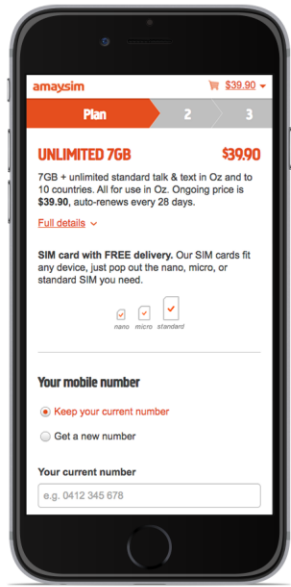 amaysim $39.90
Plan 2 3
UNLIMITED 7GB $39.90
7GB + unlimited standard talk & text in Oz and to
10 countries. All for use in Oz. Ongoing price is
$39.90, auto-renews every 28 days.
Full details
SIM card with FREE delivery. Our SIM cards fit
any device, just pop out the nano, micro, or
standard SIM you need.
nano micro standard
Your mobile number
Keep your current number
Get a new number
Your current number
e.g. 0412 345 678